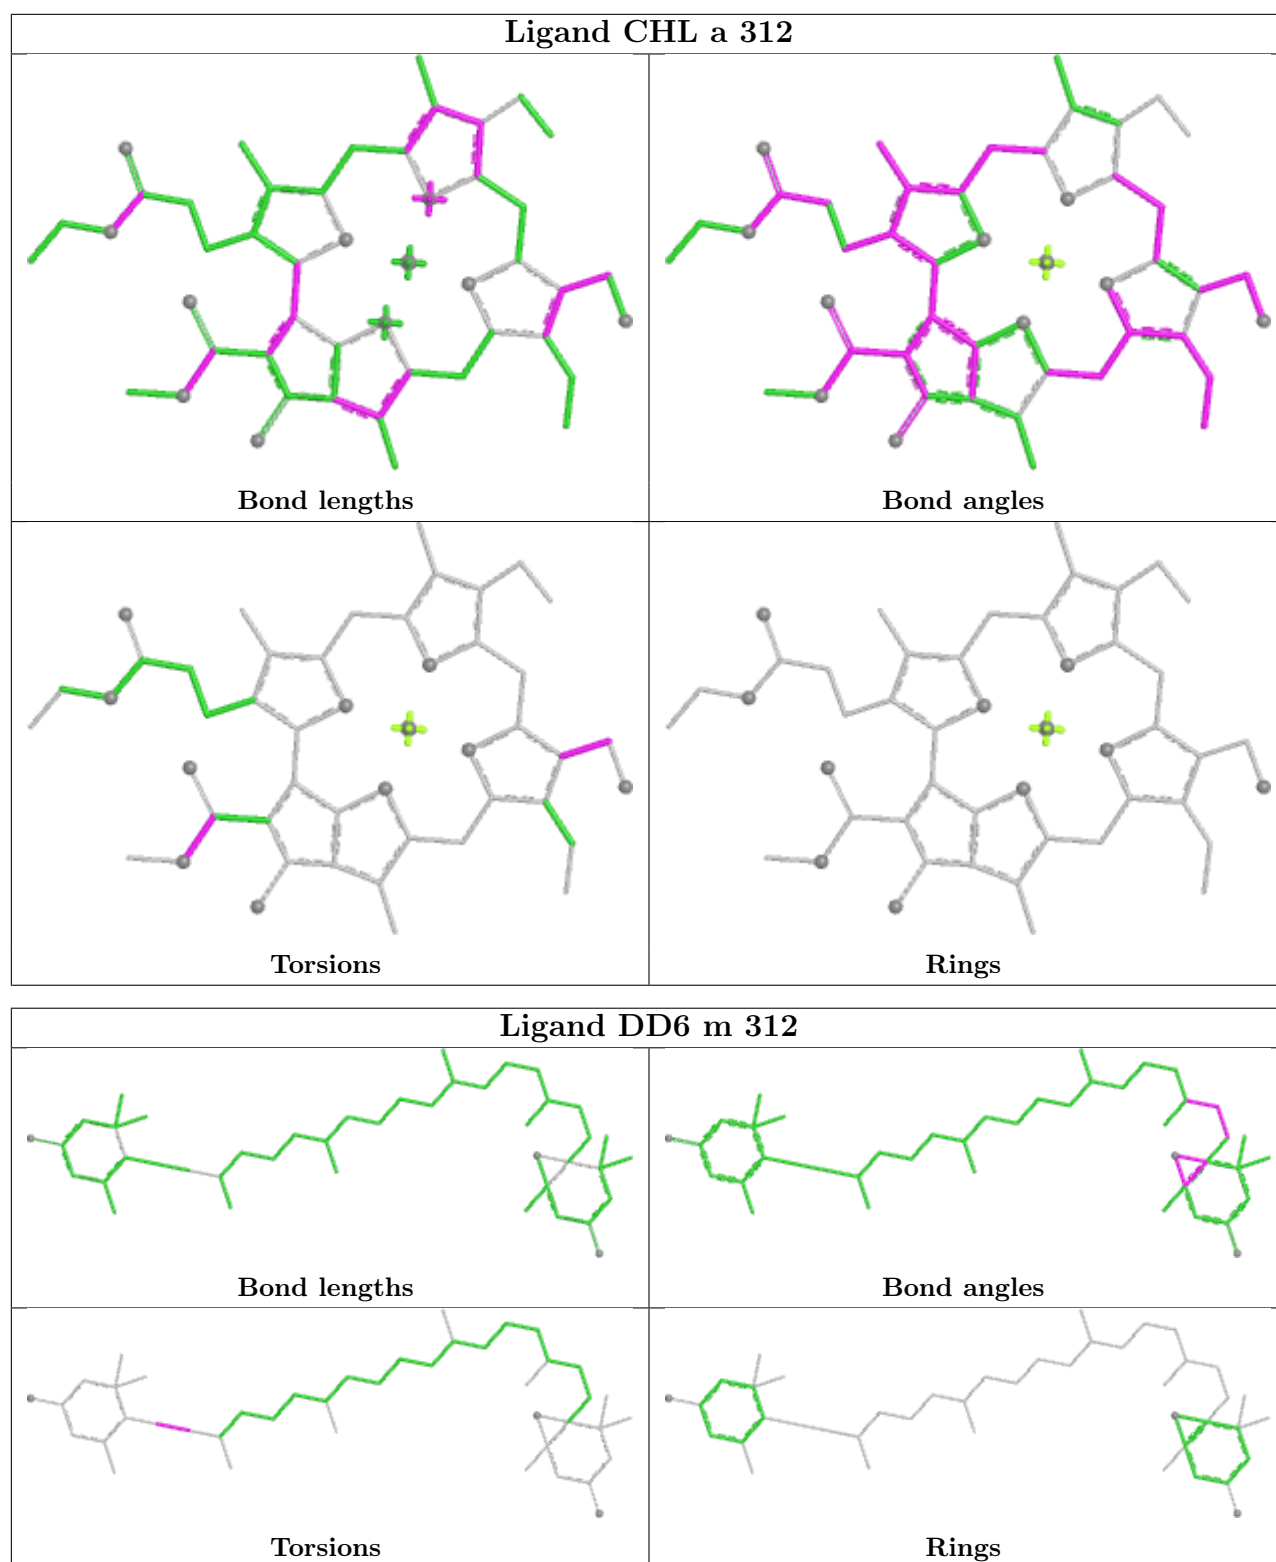 Ligand CHL a 312
Bond lengths
Bond angles
Torsions
Rings
Ligand DD6 m 312
Bond lengths
Bond angles
Torsions
Rings